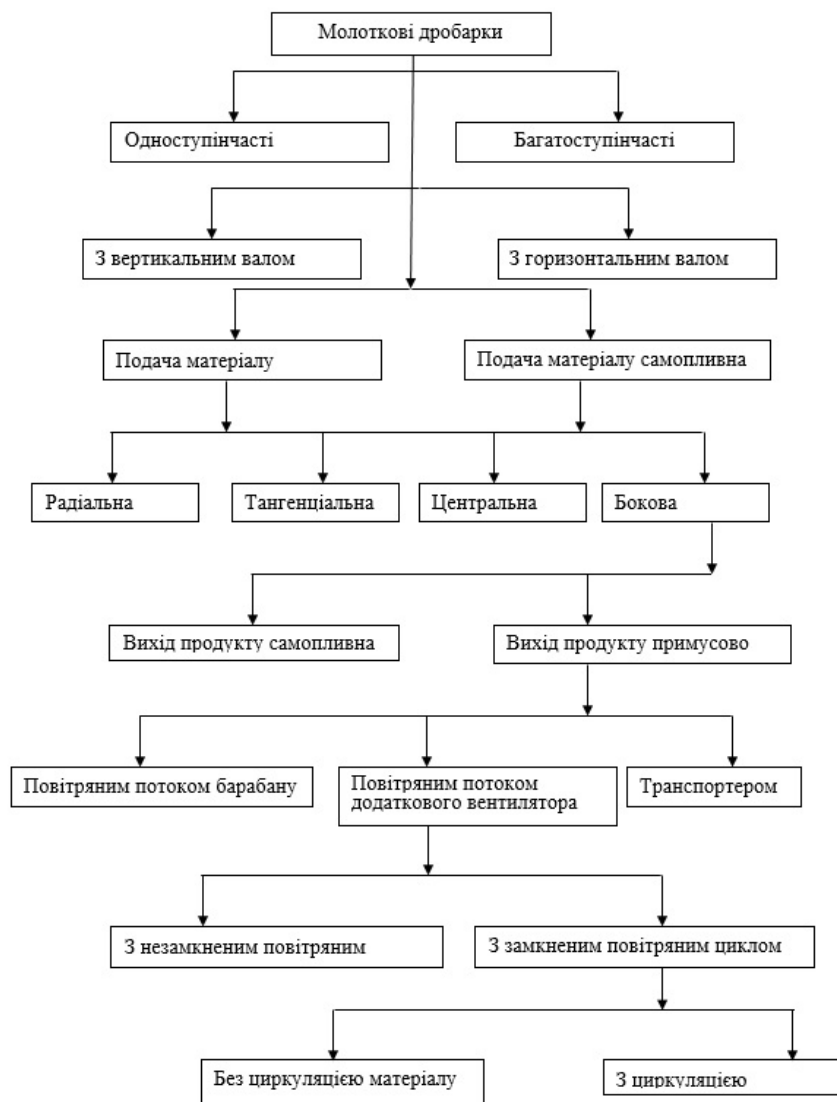 Молоткові дробарки
Одноступінчасті
Багатоступінчасті
З вертикальним валом
З горизонтальним валом
Подача матеріалу
Подача матеріалу самопливна
Радіальна
Тангенціальна
Центральна
Бокова
Вихід продукту самопливна
Вихід продукту примусово
Повітряним потоком барабану
Повітряним потоком
додаткового вентилятора
Транспортером
З незамкненим повітряним
З замкненим повітряним циклом
Без циркуляцією матеріалу
З циркуляцією